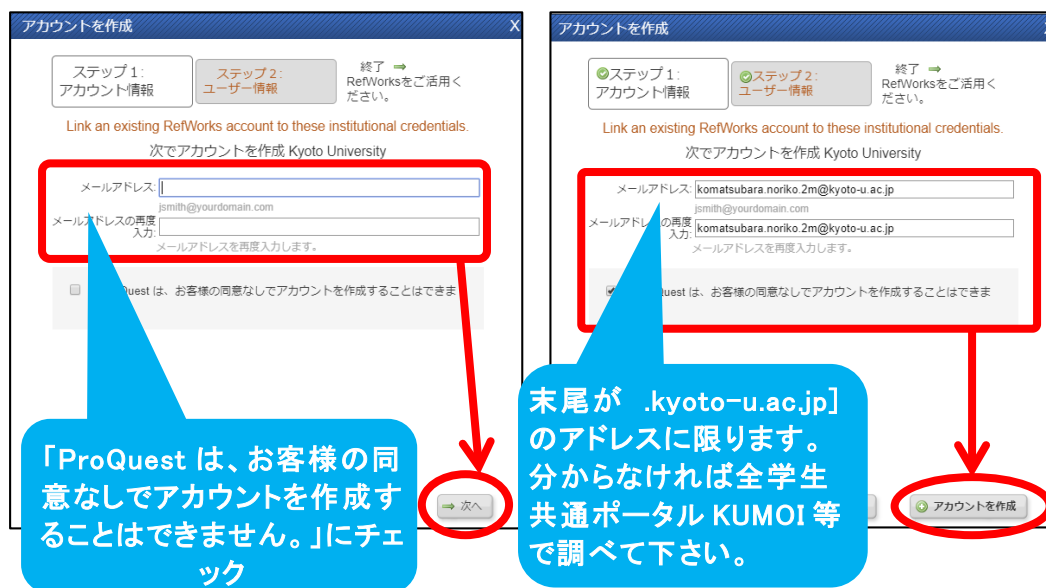 アカウントを作成 X
ステップ 1:
アカウント情報
ステップ 2:
ユーザー情報
終了 ➡
RefWorksをご活用く
ださい。
Link an existing RefWorks account to these institutional credentials.
次でアカウントを作成 Kyoto University
メールアドレス:
jsmith@yourdomain.com
メールアドレスの再度
入力:
メールアドレスを再度入力します。
Quest は、お客様の同意なしでアカウントを作成することはできま
➡ 次へ
「ProQuest は、お客様の同
意なしでアカウントを作成す
ることはできません。」にチェ
ック
アカウントを作成
ステップ 1:
アカウント情報
ステップ 2:
ユーザー情報
終了 ➡
RefWorksをご活用く
ださい。
Link an existing RefWorks account to these institutional credentials.
次でアカウントを作成 Kyoto University
メールアドレス: komatsubara.noriko.2m@kyoto-u.ac.jp
jsmith@yourdomain.com
メールアドレスの再度
入力: komatsubara.noriko.2m@kyoto-u.ac.jp
メールアドレスを再度入力します。
uest は、お客様の同意なしでアカウントを作成することはできま
アカウントを作成
末尾が .kyoto-u.ac.jp]
のアドレスに限ります。
分からなければ全学生
共通ポータル KUMOI 等
で調べて下さい。